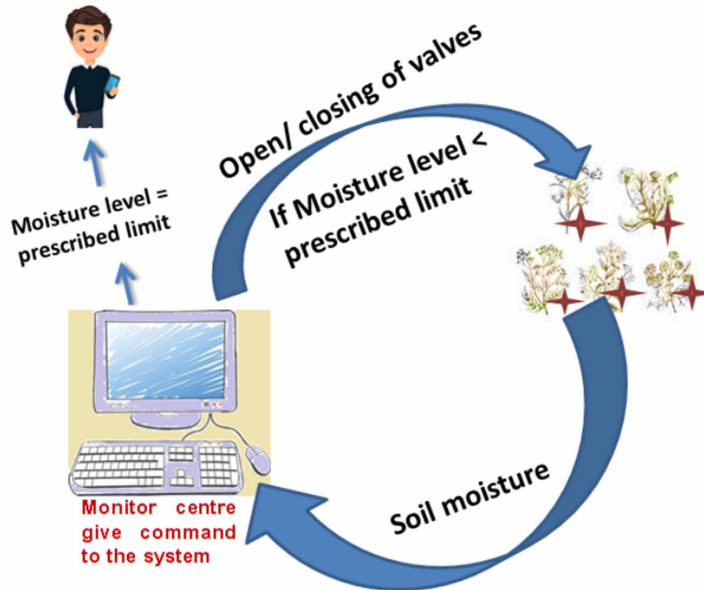 Moisture level =
prescribed limit
Open/ closing of valves
If Moisture level <
prescribed limit
Soil moisture
Monitor centre
give command
to the system